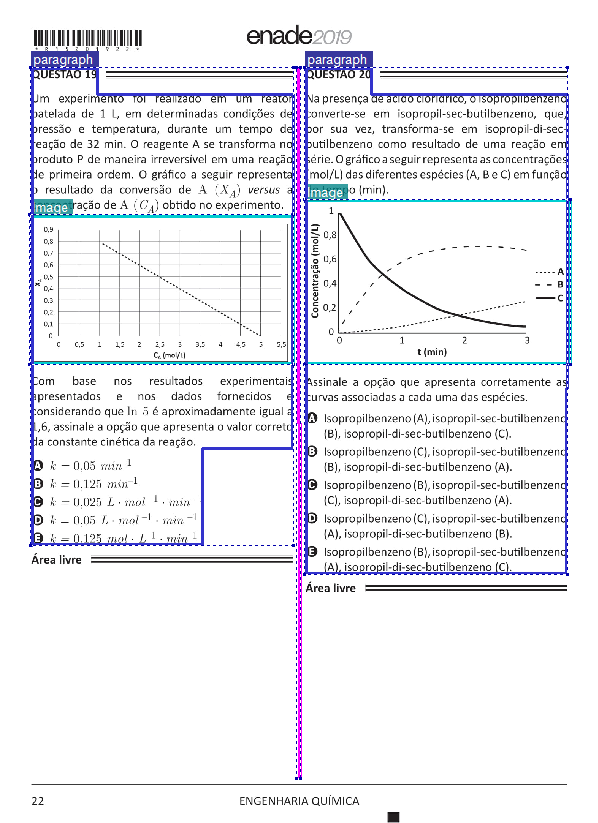 *R1520192 2*
enade2019
paragraph
QUESTÃO 19
Um experimento foi realizado em um reator
batelada de 1 L, em determinadas condições de
pressão e temperatura, durante um tempo de
reação de 32 min. O reagente A se transforma no
produto P de maneira irreversível em uma reação
de primeira ordem. O gráfico a seguir representa
o resultado da conversão de A (X_A) versus a
ração de A (C_A) obtido no experimento.
Image
0,9
0,8
0,7
0,6
0,5
0,4
0,3
0,2
0,1
0
X_A
0 0,5 1 1,5 2 2,5 3 3,5 4 4,5 5 5,5
C_A (mol/L)
Com base nos resultados experimentais
apresentados e nos dados fornecidos e
considerando que ln 5 é aproximadamente igual a
1,6, assinale a opção que apresenta o valor correto
da constante cinética da reação.
A k = 0,05 min⁻¹
B k = 0,125 min⁻¹
C k = 0,025 L · mol⁻¹ · min⁻¹
D k = 0,05 L · mol⁻¹ · min⁻¹
E k = 0,125 mol · L⁻¹ · min⁻¹
Área livre
paragraph
QUESTÃO 20
Na presença de ácido clorídrico, o isopropilbenzeno
converte-se em isopropil-sec-butilbenzeno, que,
por sua vez, transforma-se em isopropil-di-sec-
butilbenzeno como resultado de uma reação em
série. O gráfico a seguir representa as concentrações
(mol/L) das diferentes espécies (A, B e C) em função
o (min).
Image
Concentração (mol/L)
1
0,8
0,6
0,4
0,2
0
0 1 2 3
t (min)
A
B
C
Assinale a opção que apresenta corretamente as
curvas associadas a cada uma das espécies.
A Isopropilbenzeno (A), isopropil-sec-butilbenzeno
(B), isopropil-di-sec-butilbenzeno (C).
B Isopropilbenzeno (C), isopropil-sec-butilbenzeno
(B), isopropil-di-sec-butilbenzeno (A).
C Isopropilbenzeno (B), isopropil-sec-butilbenzeno
(C), isopropil-di-sec-butilbenzeno (A).
D Isopropilbenzeno (C), isopropil-sec-butilbenzeno
(A), isopropil-di-sec-butilbenzeno (B).
E Isopropilbenzeno (B), isopropil-sec-butilbenzeno
(A), isopropil-di-sec-butilbenzeno (C).
Área livre
22
ENGENHARIA QUÍMICA